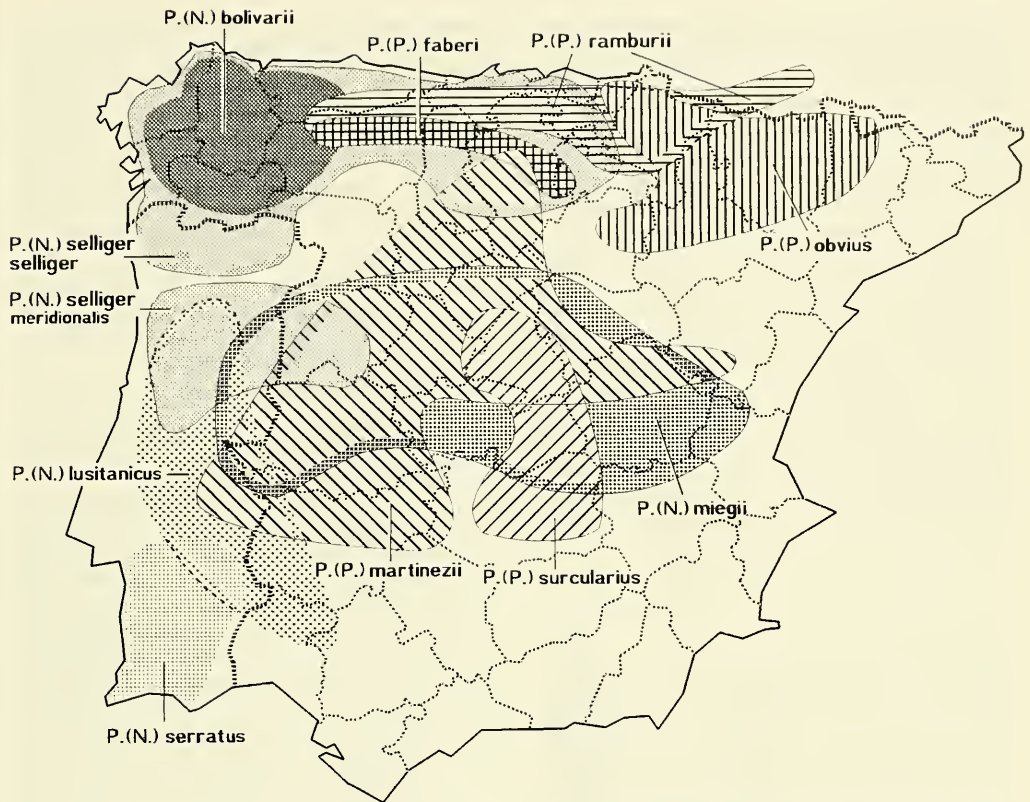 P.(N.) bolivarii
P.(P.) faberi
P.(P.) ramburii
P.(N.) selliger
selliger
P.(P.) obvius
P.(N.) selliger
meridionalis
P.(N.) lusitanicus
P.(N.) miegii
P.(P.) martinezii
P.(P.) surcularius
P.(N.) serratus